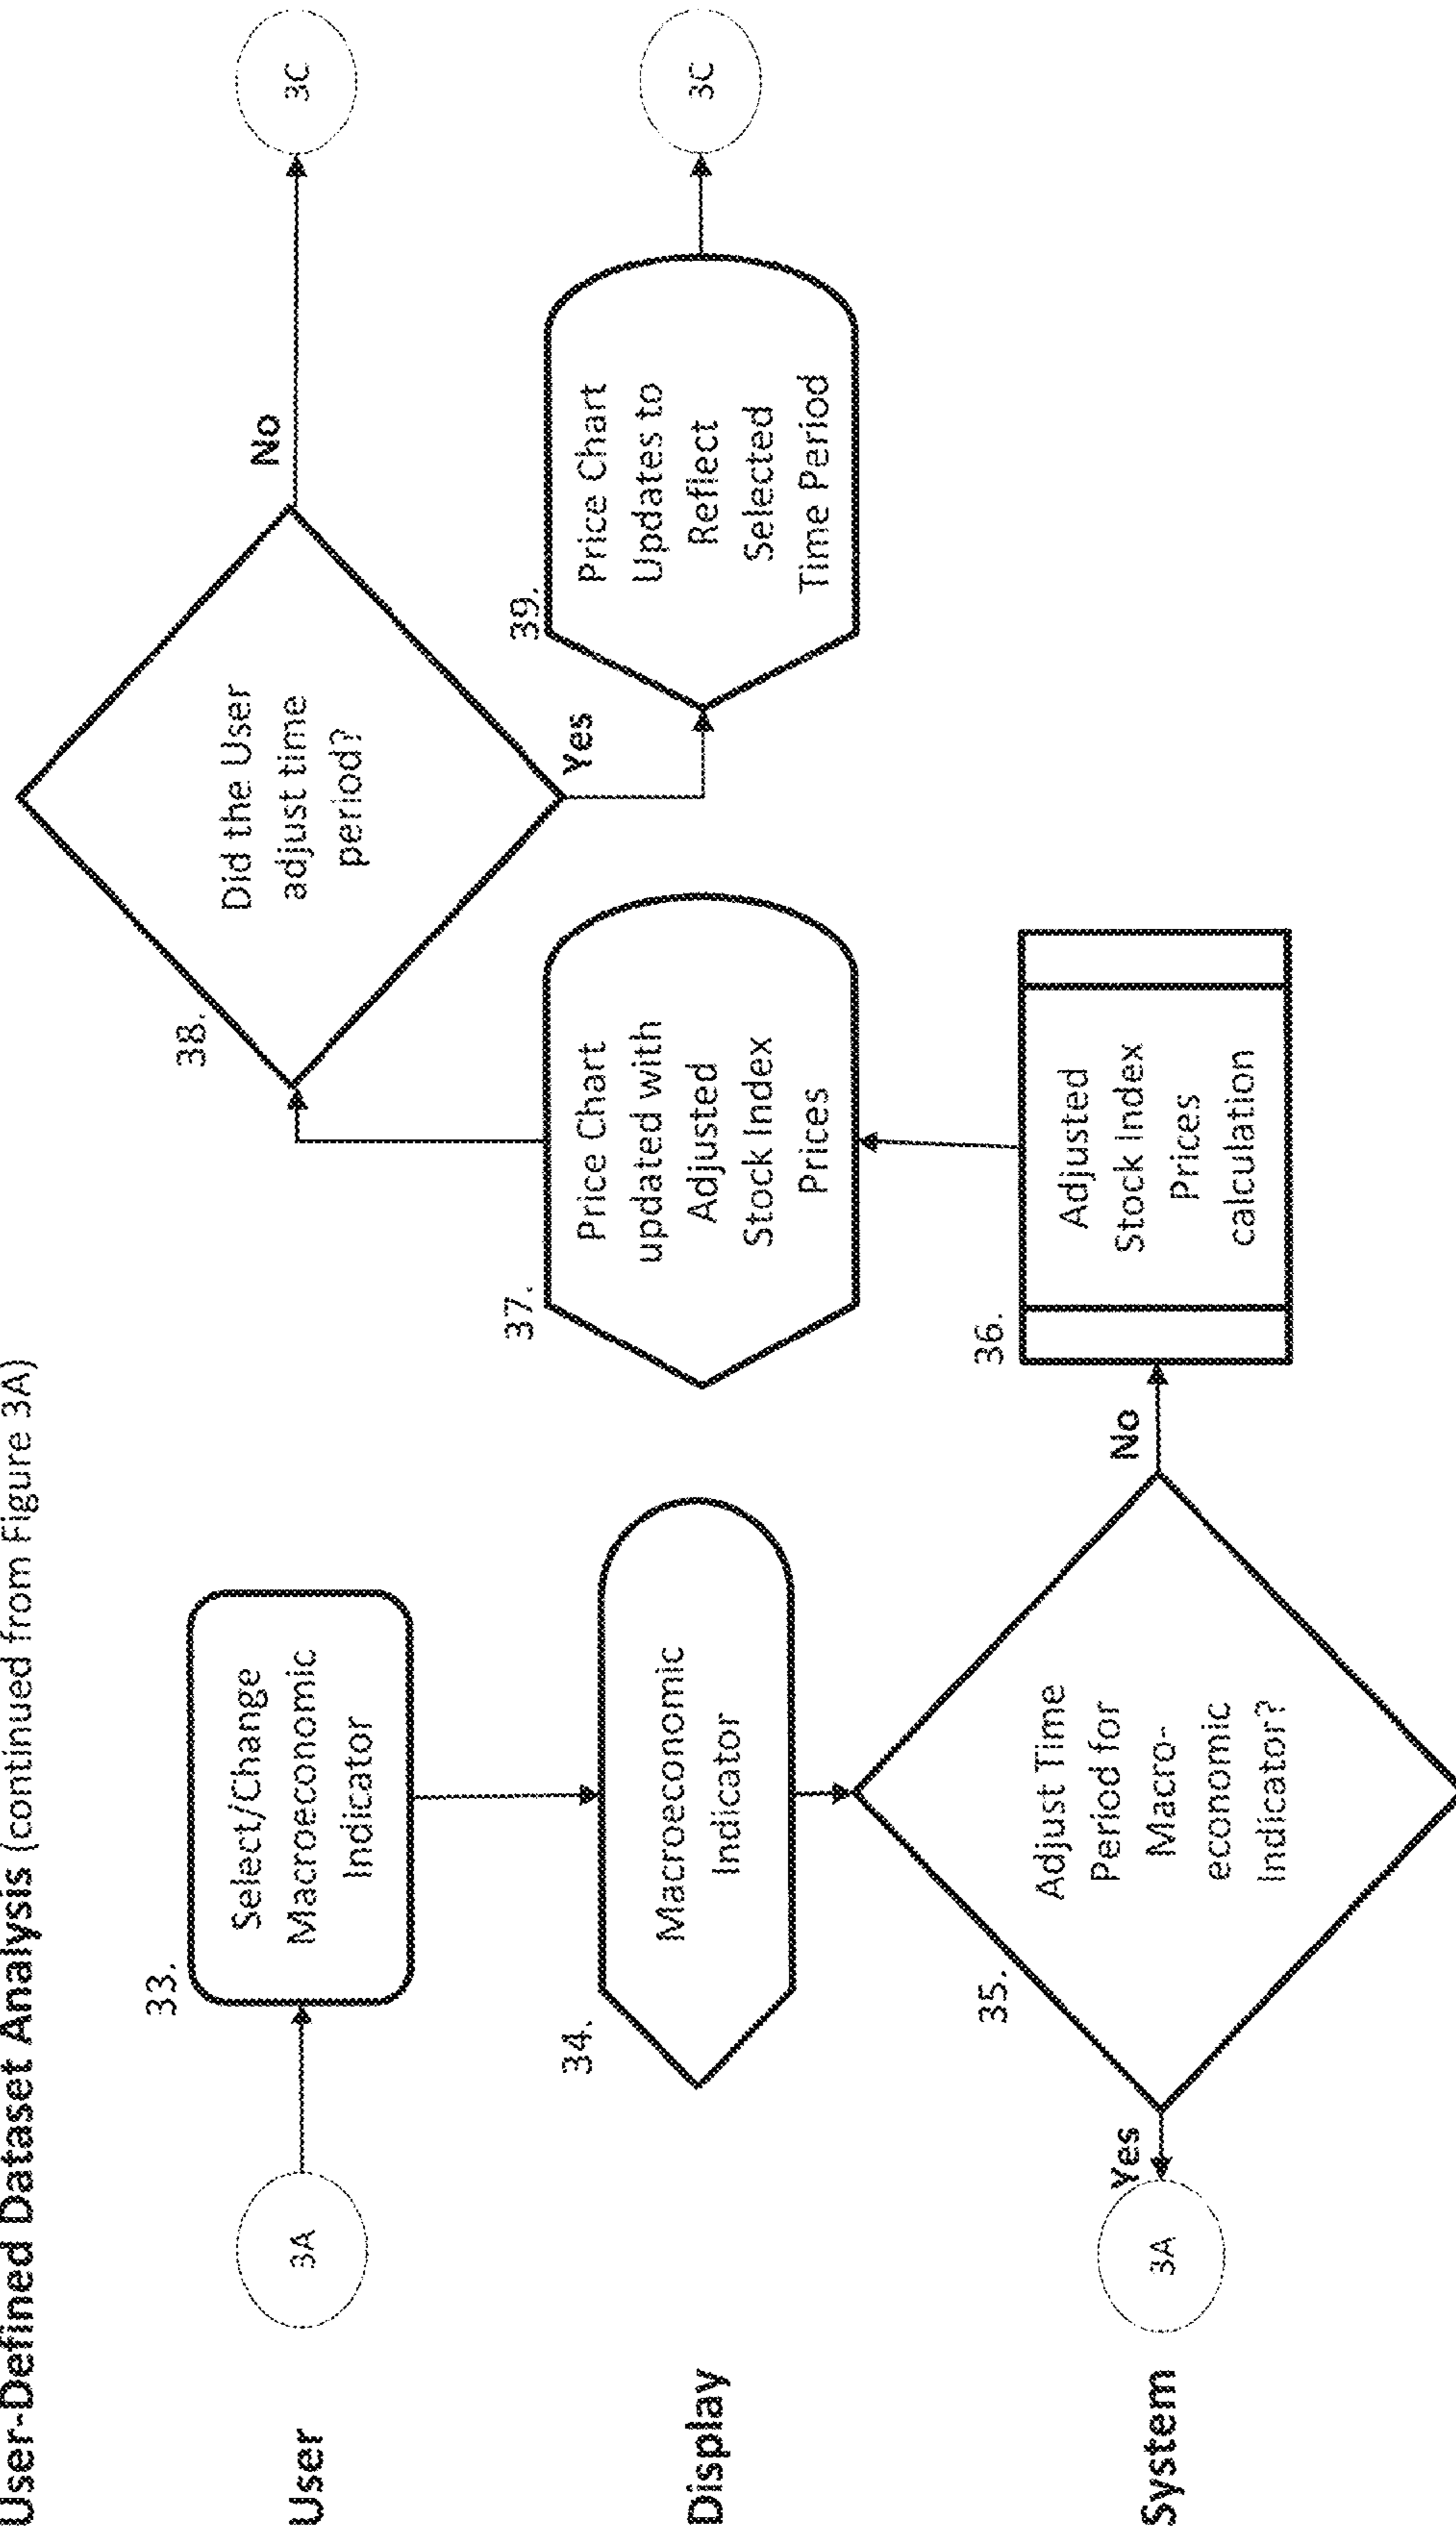 User-Defined Dataset Analysis (continued from Figure 3A)
User
3A
33.
Select/Change
Macroeconomic
Indicator
38.
Did the User
adjust time
period?
No
3C
Yes
Display
34.
Macroeconomic
Indicator
37.
Price Chart
updated with
Adjusted
Stock Index
Prices
39.
Price Chart
Updates to
Reflect
Selected
Time Period
3C
System
3A
Yes
35.
Adjust Time
Period for
Macro-
economic
Indicator?
No
36.
Adjusted
Stock Index
Prices
calculation